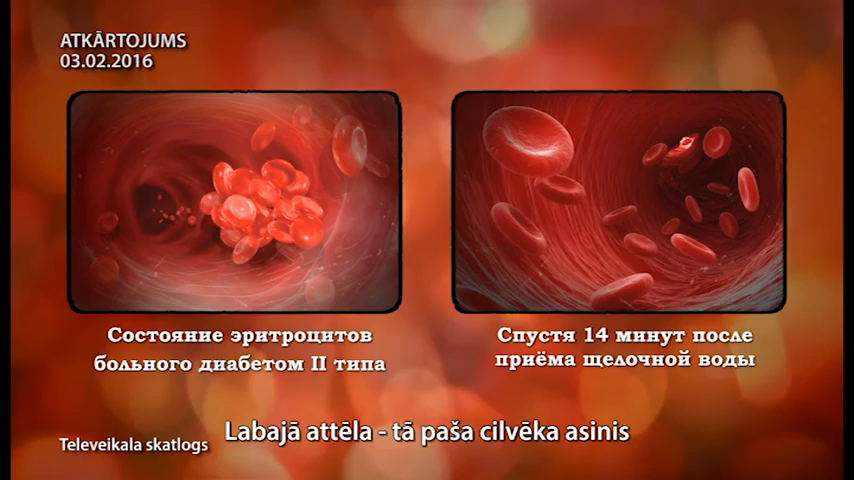 ATKĀRTOJUMS
03.02.2016
Состояние эритроцитов
больного диабетом II типа
Спустя 14 минут после
приёма щелочной воды
Labajā attēla - tā paša cilvēka asinis
Televeikala skatlogs